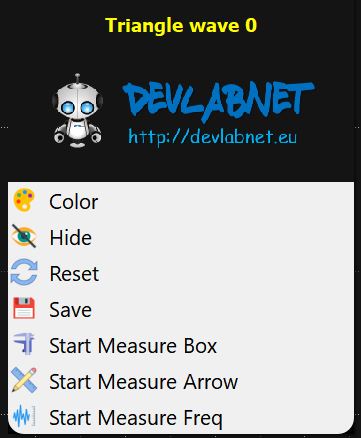 Triangle wave 0
DEVLABNET
http://devlabnet.eu
Color
Hide
Reset
Save
Start Measure Box
Start Measure Arrow
Start Measure Freq